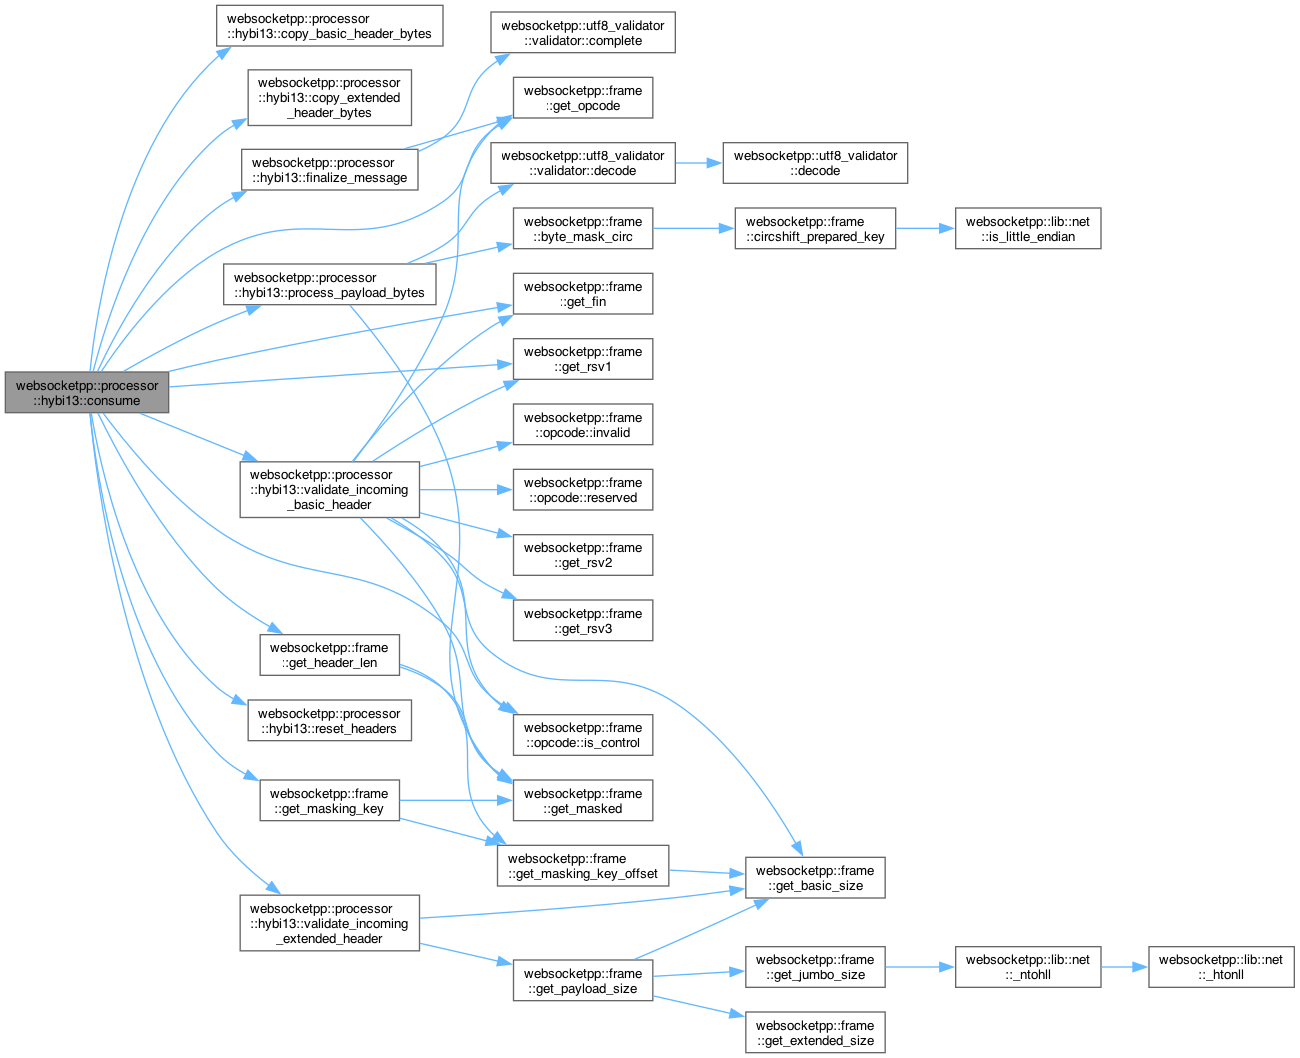 websocketpp::processor
::hybi13::consume
websocketpp::processor
::hybi13::copy_basic_header_bytes
websocketpp::processor
::hybi13::copy_extended
_header_bytes
websocketpp::processor
::hybi13::finalize_message
websocketpp::processor
::hybi13::process_payload_bytes
websocketpp::processor
::hybi13::validate_incoming
_basic_header
websocketpp::frame
::get_header_len
websocketpp::processor
::hybi13::reset_headers
websocketpp::frame
::get_masking_key
websocketpp::processor
::hybi13::validate_incoming
_extended_header
websocketpp::utf8_validator
::validator::complete
websocketpp::frame
::get_opcode
websocketpp::utf8_validator
::validator::decode
websocketpp::frame
::byte_mask_circ
websocketpp::frame
::get_fin
websocketpp::frame
::get_rsv1
websocketpp::frame
::opcode::invalid
websocketpp::frame
::opcode::reserved
websocketpp::frame
::get_rsv2
websocketpp::frame
::get_rsv3
websocketpp::frame
::opcode::is_control
websocketpp::frame
::get_masked
websocketpp::frame
::get_masking_key_offset
websocketpp::frame
::get_payload_size
websocketpp::utf8_validator
::decode
websocketpp::frame
::circshift_prepared_key
websocketpp::frame
::get_basic_size
websocketpp::frame
::get_jumbo_size
websocketpp::frame
::get_extended_size
websocketpp::lib::net
::is_little_endian
websocketpp::lib::net
::_ntohll
websocketpp::lib::net
::_htonll